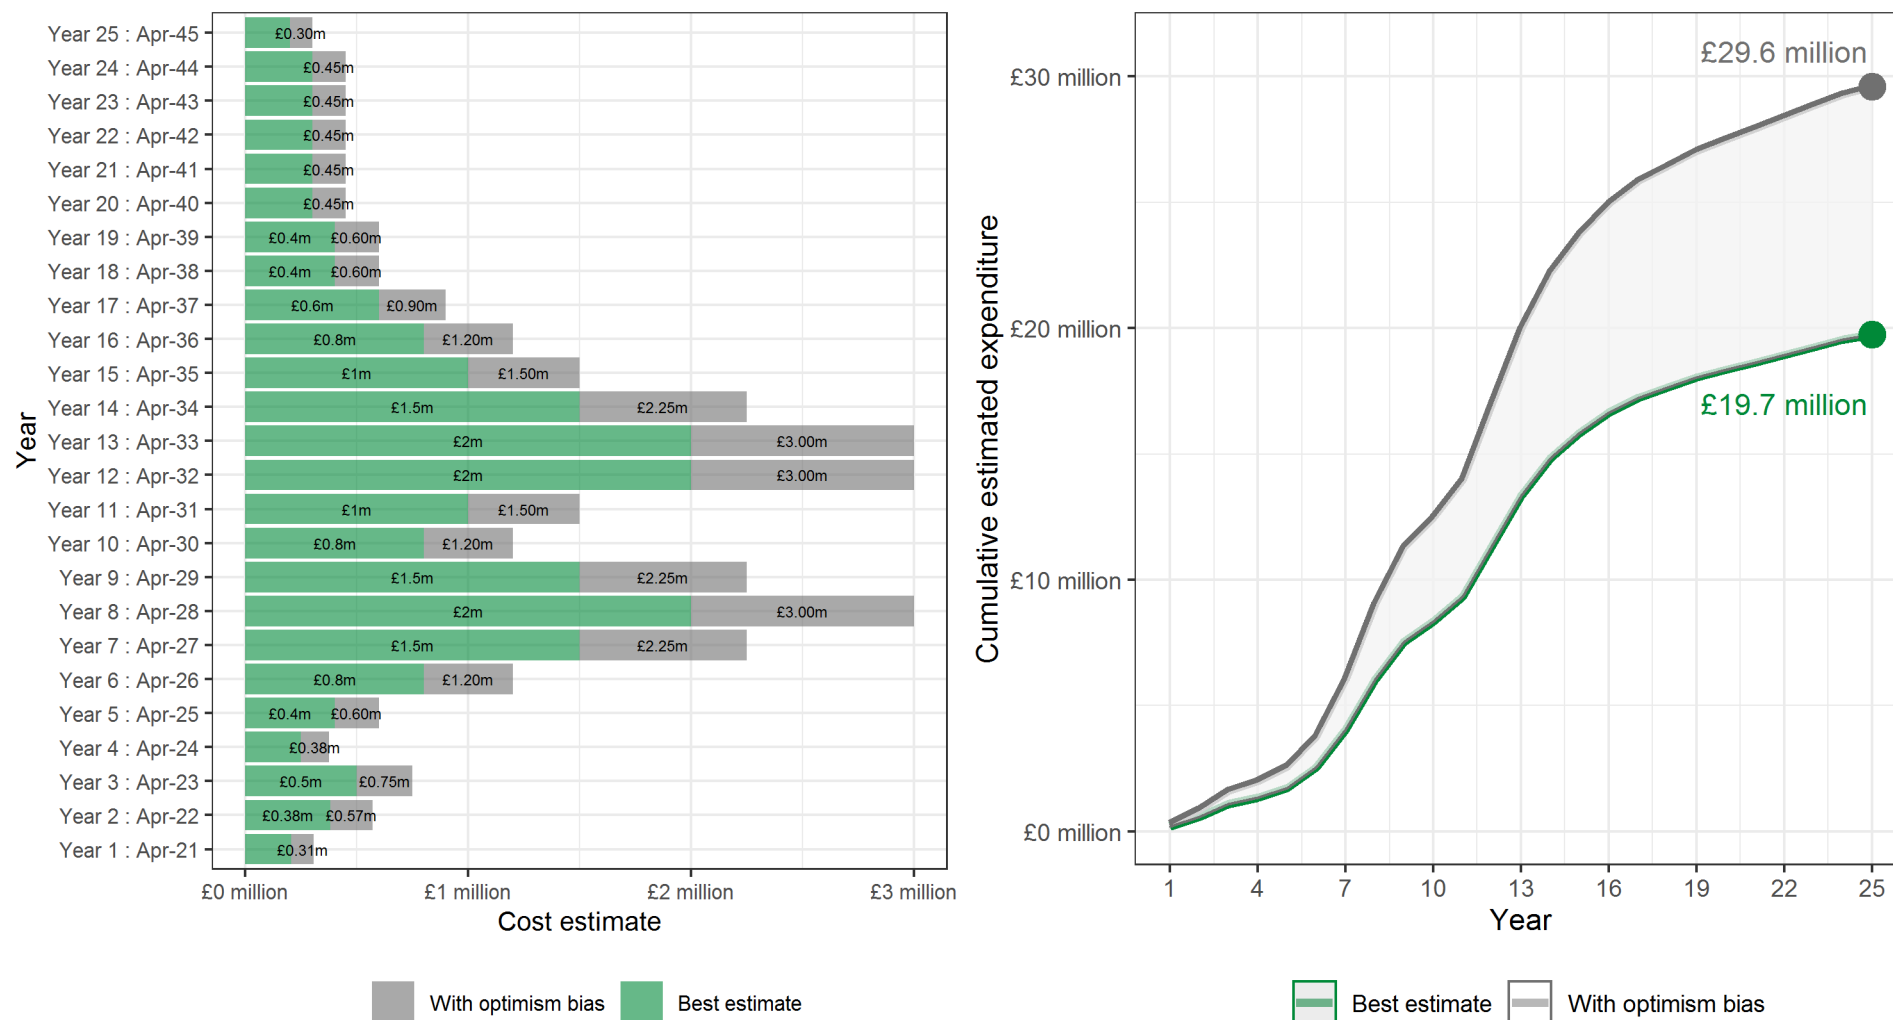 Year 25 : Apr-45
£0.30m
Year 24 : Apr-44
£0.45m
Year 23 : Apr-43
£0.45m
Year 22 : Apr-42
£0.45m
Year 21 : Apr-41
£0.45m
Year 20 : Apr-40
£0.45m
Year 19 : Apr-39
£0.4m £0.60m
Year 18 : Apr-38
£0.4m £0.60m
Year 17 : Apr-37
£0.6m £0.90m
Year 16 : Apr-36
£0.8m £1.20m
Year 15 : Apr-35
£1m £1.50m
Year 14 : Apr-34
£1.5m £2.25m
Year 13 : Apr-33
£2m £3.00m
Year 12 : Apr-32
£2m £3.00m
Year 11 : Apr-31
£1m £1.50m
Year 10 : Apr-30
£0.8m £1.20m
Year 9 : Apr-29
£1.5m £2.25m
Year 8 : Apr-28
£2m £3.00m
Year 7 : Apr-27
£1.5m £2.25m
Year 6 : Apr-26
£0.8m £1.20m
Year 5 : Apr-25
£0.4m £0.60m
Year 4 : Apr-24
£0.38m
Year 3 : Apr-23
£0.5m £0.75m
Year 2 : Apr-22
£0.38m £0.57m
Year 1 : Apr-21
£0.31m
Year
£0 million £1 million £2 million £3 million
Cost estimate
With optimism bias Best estimate
Cumulative estimated expenditure
£30 million
£20 million
£10 million
£0 million
£29.6 million
£19.7 million
1 4 7 10 13 16 19 22 25
Year
Best estimate With optimism bias